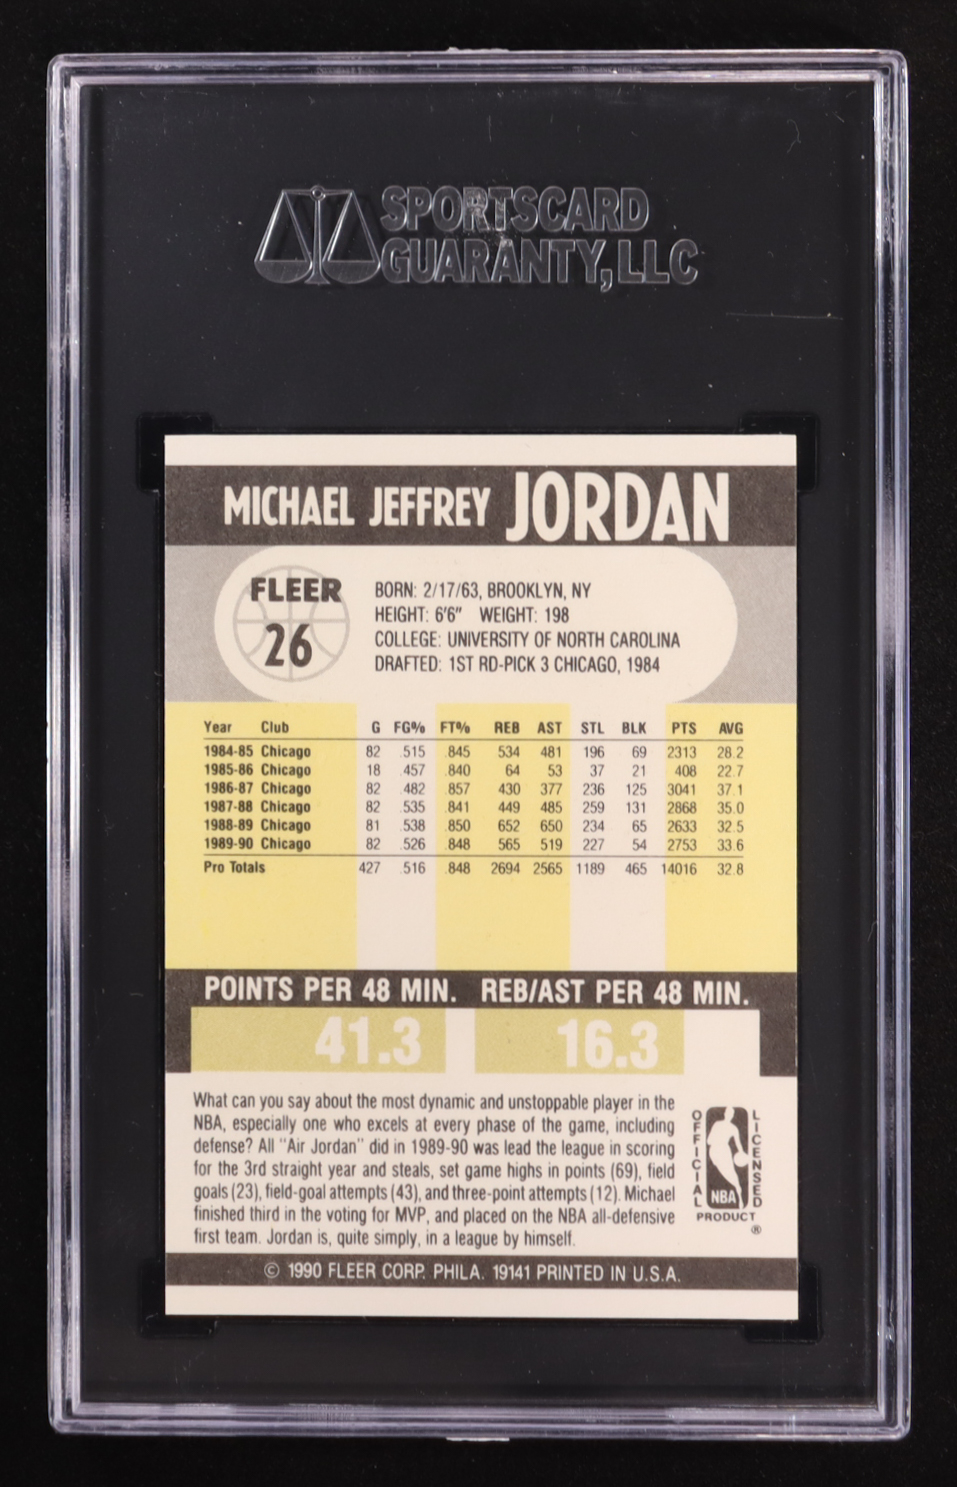 SPORTSCARD
GUARANTY, LLC
MICHAEL JEFFREY JORDAN
FLEER
26
BORN: 2/17/63, BROOKLYN, NY
HEIGHT: 6'6" WEIGHT: 198
COLLEGE: UNIVERSITY OF NORTH CAROLINA
DRAFTED: 1ST RD-PICK 3 CHICAGO, 1984
Year Club G FG% FT% REB AST STL BLK PTS AVG
1984-85 Chicago 82 .515 .845 534 481 196 69 2313 28.2
1985-86 Chicago 18 .457 .840 64 53 37 21 408 22.7
1986-87 Chicago 82 .482 .857 430 377 236 125 3041 37.1
1987-88 Chicago 82 .535 .841 449 485 259 131 2868 35.0
1988-89 Chicago 81 .538 .850 652 650 234 65 2633 32.5
1989-90 Chicago 82 .526 .848 565 519 227 54 2753 33.6
Pro Totals 427 .516 .848 2694 2565 1189 465 14016 32.8
POINTS PER 48 MIN. REB/AST PER 48 MIN.
41.3 16.3
What can you say about the most dynamic and unstoppable player in the
NBA, especially one who excels at every phase of the game, including
defense? All "Air Jordan" did in 1989-90 was lead the league in scoring
for the 3rd straight year and steals, set game highs in points (69), field
goals (23), field-goal attempts (43), and three-point attempts (12). Michael
finished third in the voting for MVP, and placed on the NBA all-defensive
first team. Jordan is, quite simply, in a league by himself.
OFFICIAL
NBA
LICENSED
PRODUCT
®
© 1990 FLEER CORP. PHILA. 19141 PRINTED IN U.S.A.